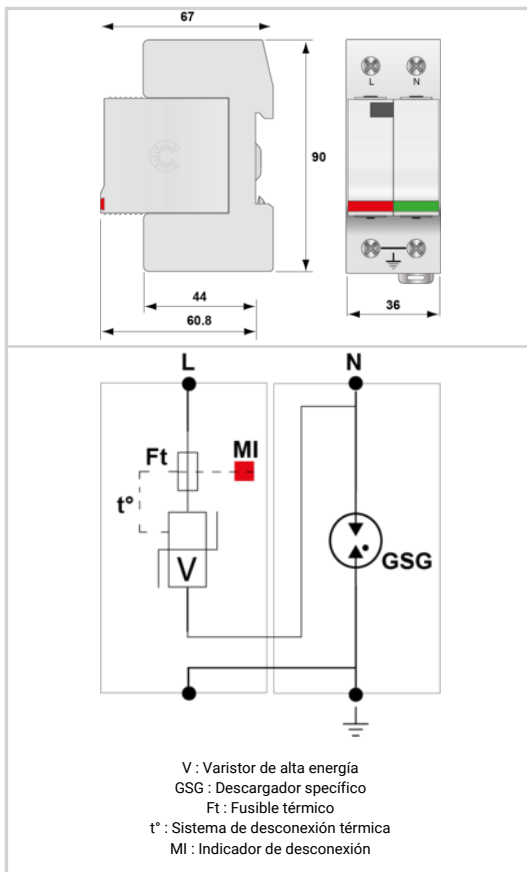 67
L N
90
44
60.8
36
L N
Ft MI
t°
V
GSG
V : Varistor de alta energía
GSG : Descargador específico
Ft : Fusible térmico
t° : Sistema de desconexión térmica
MI : Indicador de desconexión